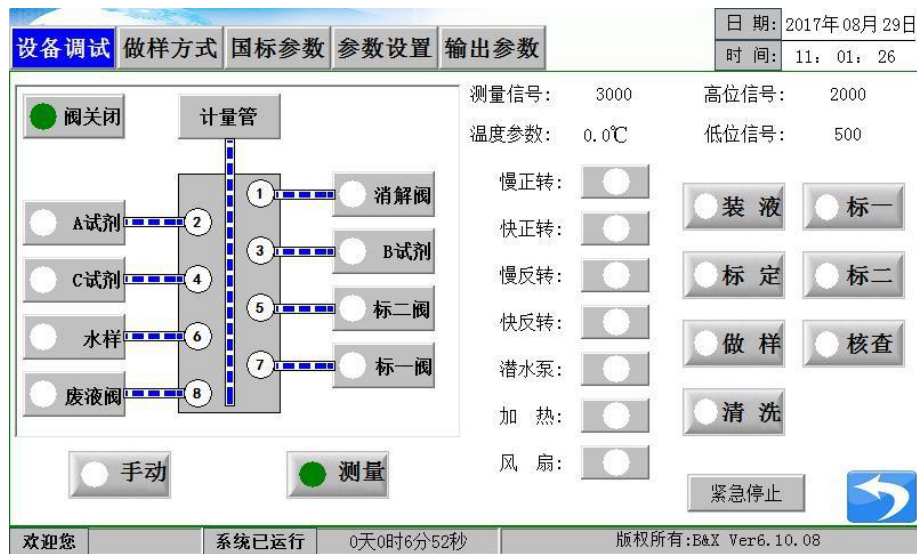 日 期: 2017年08月29日
设备调试 做样方式 国标参数 参数设置 输出参数
时 间: 11: 01: 26
测量信号: 3000 高位信号: 2000
阀关闭 计量管
温度参数: 0.0℃ 低位信号: 500
慢正转:
1 消解阀
装 液 标一
A试剂 2
快正转:
3 B试剂
C试剂 4
慢反转:
标 定 标二
5 标二阀
快反转:
水样 6
做 样 核查
7 标一阀
潜水泵:
废液阀 8
加 热:
清 洗
手动 测量
风 扇:
紧急停止
欢迎您 系统已运行 0天0时6分52秒 版权所有:B&X Ver6.10.08